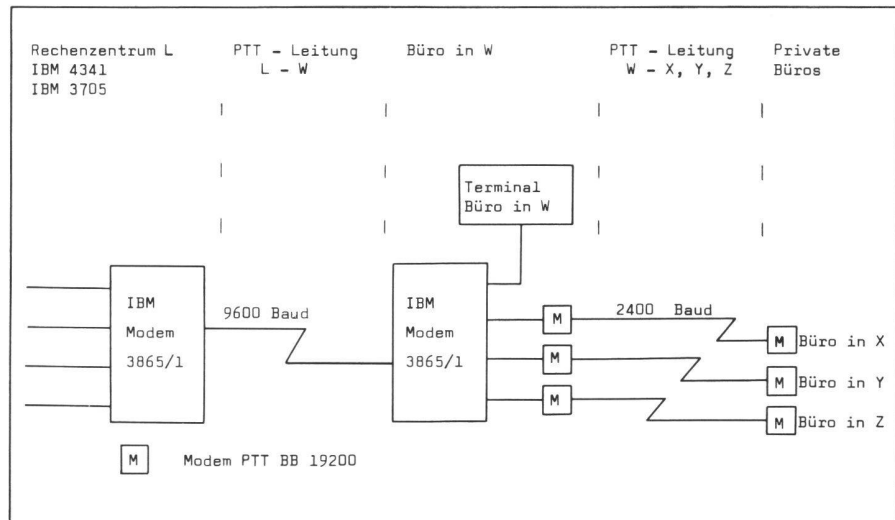 Rechenzentrum L
IBM 4341
IBM 3705
PTT - Leitung
L - W
Büro in W
PTT - Leitung
W - X, Y, Z
Private
Büros
Terminal
Büro in W
IBM
Modem
3865/1
9600 Baud
IBM
Modem
3865/1
M
2400 Baud
M
M
M Büro in X
M Büro in Y
M Büro in Z
M Modem PTT BB 19200